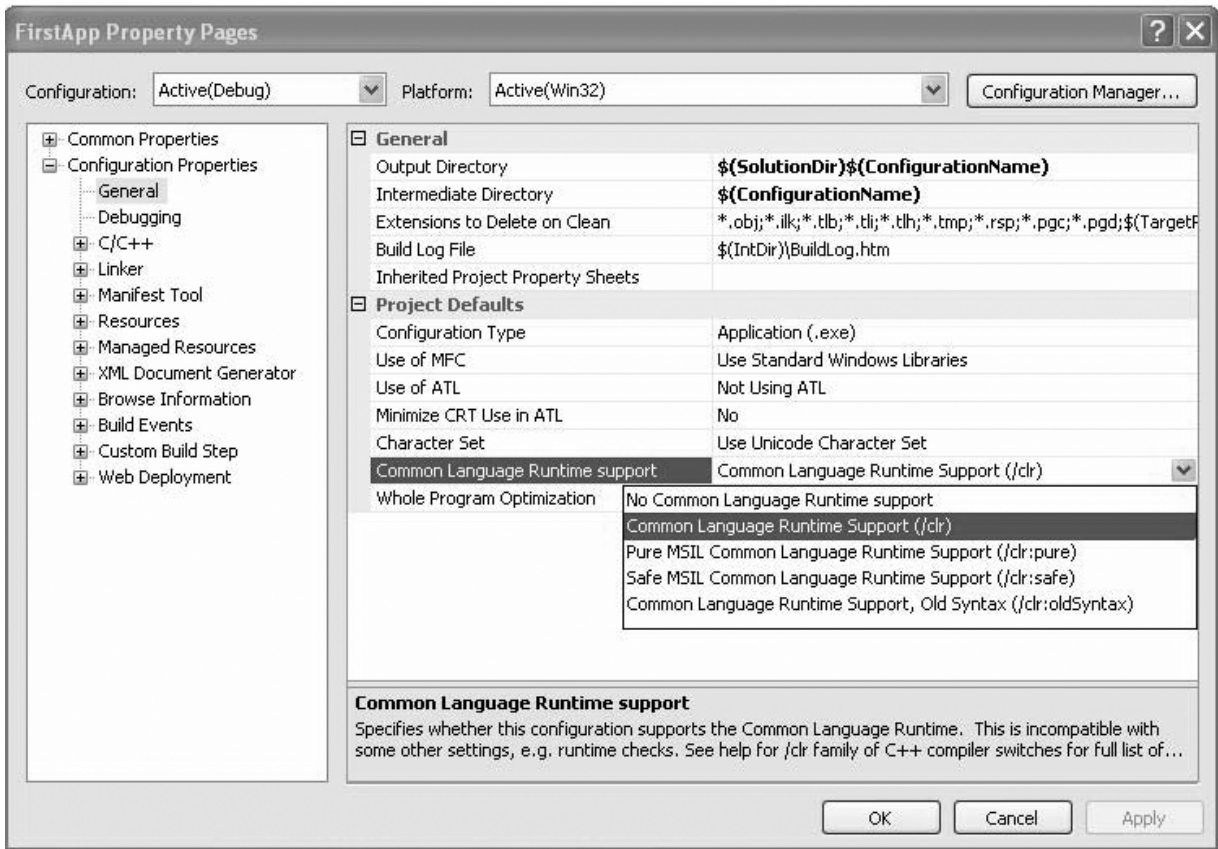 FirstApp Property Pages
Configuration: Active(Debug) Platform: Active(Win32) Configuration Manager...
Common Properties
Configuration Properties
General
Debugging
C/C++
Linker
Manifest Tool
Resources
Managed Resources
XML Document Generator
Browse Information
Build Events
Custom Build Step
Web Deployment
General
Output Directory $(SolutionDir)$(ConfigurationName)
Intermediate Directory $(ConfigurationName)
Extensions to Delete on Clean *.obj;*.ilk;*.tlb;*.tli;*.tlh;*.tmp;*.rsp;*.pgc;*.pgd;$(Target
Build Log File $(IntDir)\BuildLog.htm
Inherited Project Property Sheets
Project Defaults
Configuration Type Application (.exe)
Use of MFC Use Standard Windows Libraries
Use of ATL Not Using ATL
Minimize CRT Use in ATL No
Character Set Use Unicode Character Set
Common Language Runtime support Common Language Runtime Support (/clr)
Whole Program Optimization
No Common Language Runtime support
Common Language Runtime Support (/clr)
Pure MSIL Common Language Runtime Support (/clr:pure)
Safe MSIL Common Language Runtime Support (/clr:safe)
Common Language Runtime Support, Old Syntax (/clr:oldSyntax)
Common Language Runtime support
Specifies whether this configuration supports the Common Language Runtime. This is incompatible with
some other settings, e.g. runtime checks. See help for /clr family of C++ compiler switches for full list of...
OK Cancel Apply